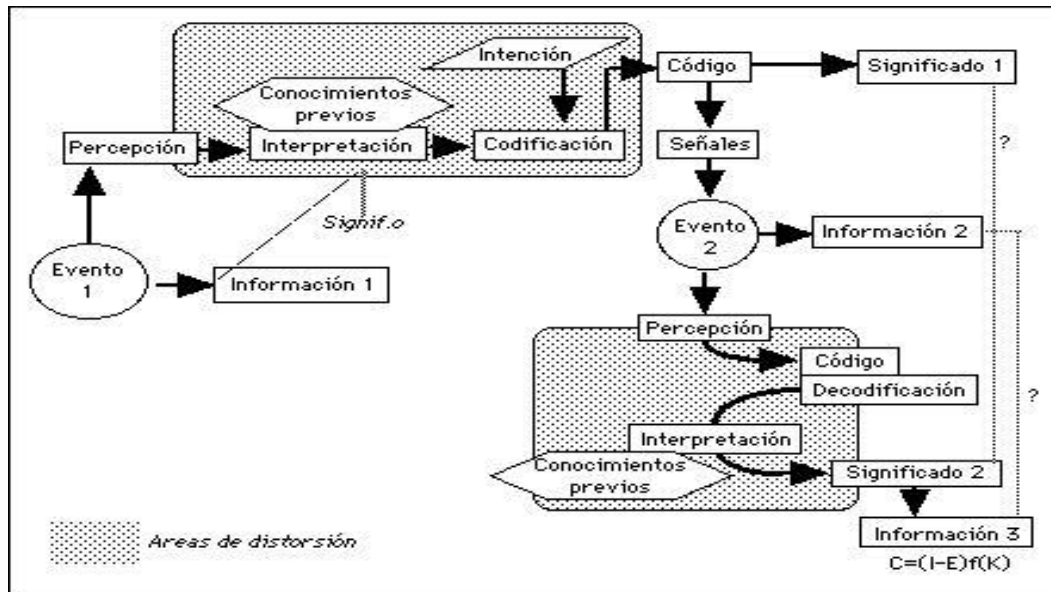 Intención
Código
Significado 1
Conocimientos
previos
Percepción
Interpretación
Codificación
Señales
?
Signif.o
Evento
1
Información 1
Evento
2
Información 2
Percepción
Código
Decodificación
?
Interpretación
Conocimientos
previos
Significado 2
Información 3
C=(I-E)f(K)
Areas de distorsión